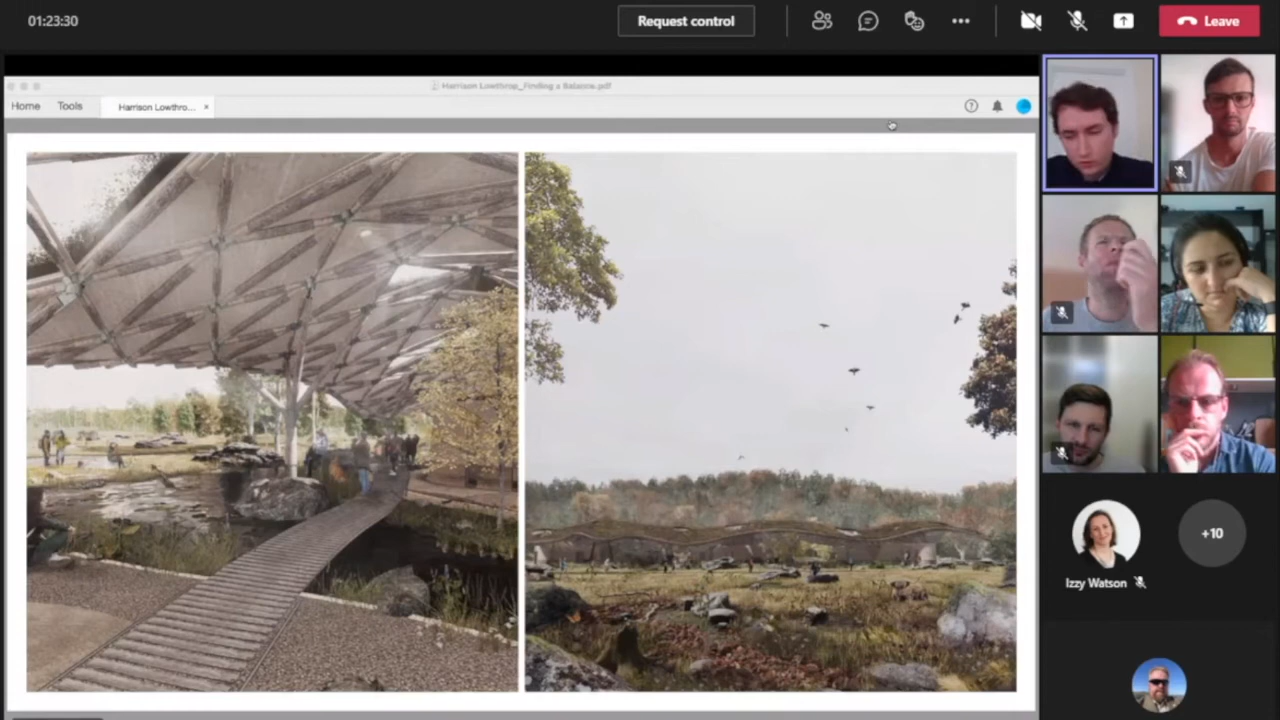 01:23:30
Request control
Leave
Harrison Lowthrop_Finding a Balance.pdf
Home
Tools
Harrison Lowthro...
+10
Izzy Watson